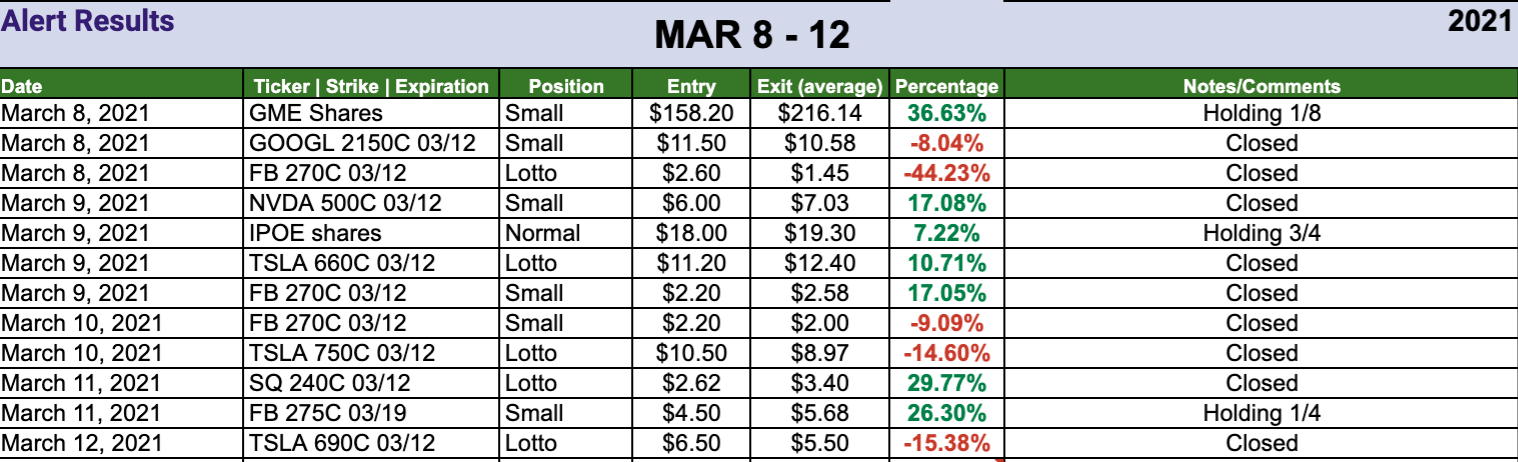 Alert Results MAR 8 - 12 2021
Date Ticker | Strike | Expiration Position Entry Exit (average) Percentage Notes/Comments
March 8, 2021 GME Shares Small $158.20 $216.14 36.63% Holding 1/8
March 8, 2021 GOOGL 2150C 03/12 Small $11.50 $10.58 -8.04% Closed
March 8, 2021 FB 270C 03/12 Lotto $2.60 $1.45 -44.23% Closed
March 9, 2021 NVDA 500C 03/12 Small $6.00 $7.03 17.08% Closed
March 9, 2021 IPOE shares Normal $18.00 $19.30 7.22% Holding 3/4
March 9, 2021 TSLA 660C 03/12 Lotto $11.20 $12.40 10.71% Closed
March 9, 2021 FB 270C 03/12 Small $2.20 $2.58 17.05% Closed
March 10, 2021 FB 270C 03/12 Small $2.20 $2.00 -9.09% Closed
March 10, 2021 TSLA 750C 03/12 Lotto $10.50 $8.97 -14.60% Closed
March 11, 2021 SQ 240C 03/12 Lotto $2.62 $3.40 29.77% Closed
March 11, 2021 FB 275C 03/19 Small $4.50 $5.68 26.30% Holding 1/4
March 12, 2021 TSLA 690C 03/12 Lotto $6.50 $5.50 -15.38% Closed